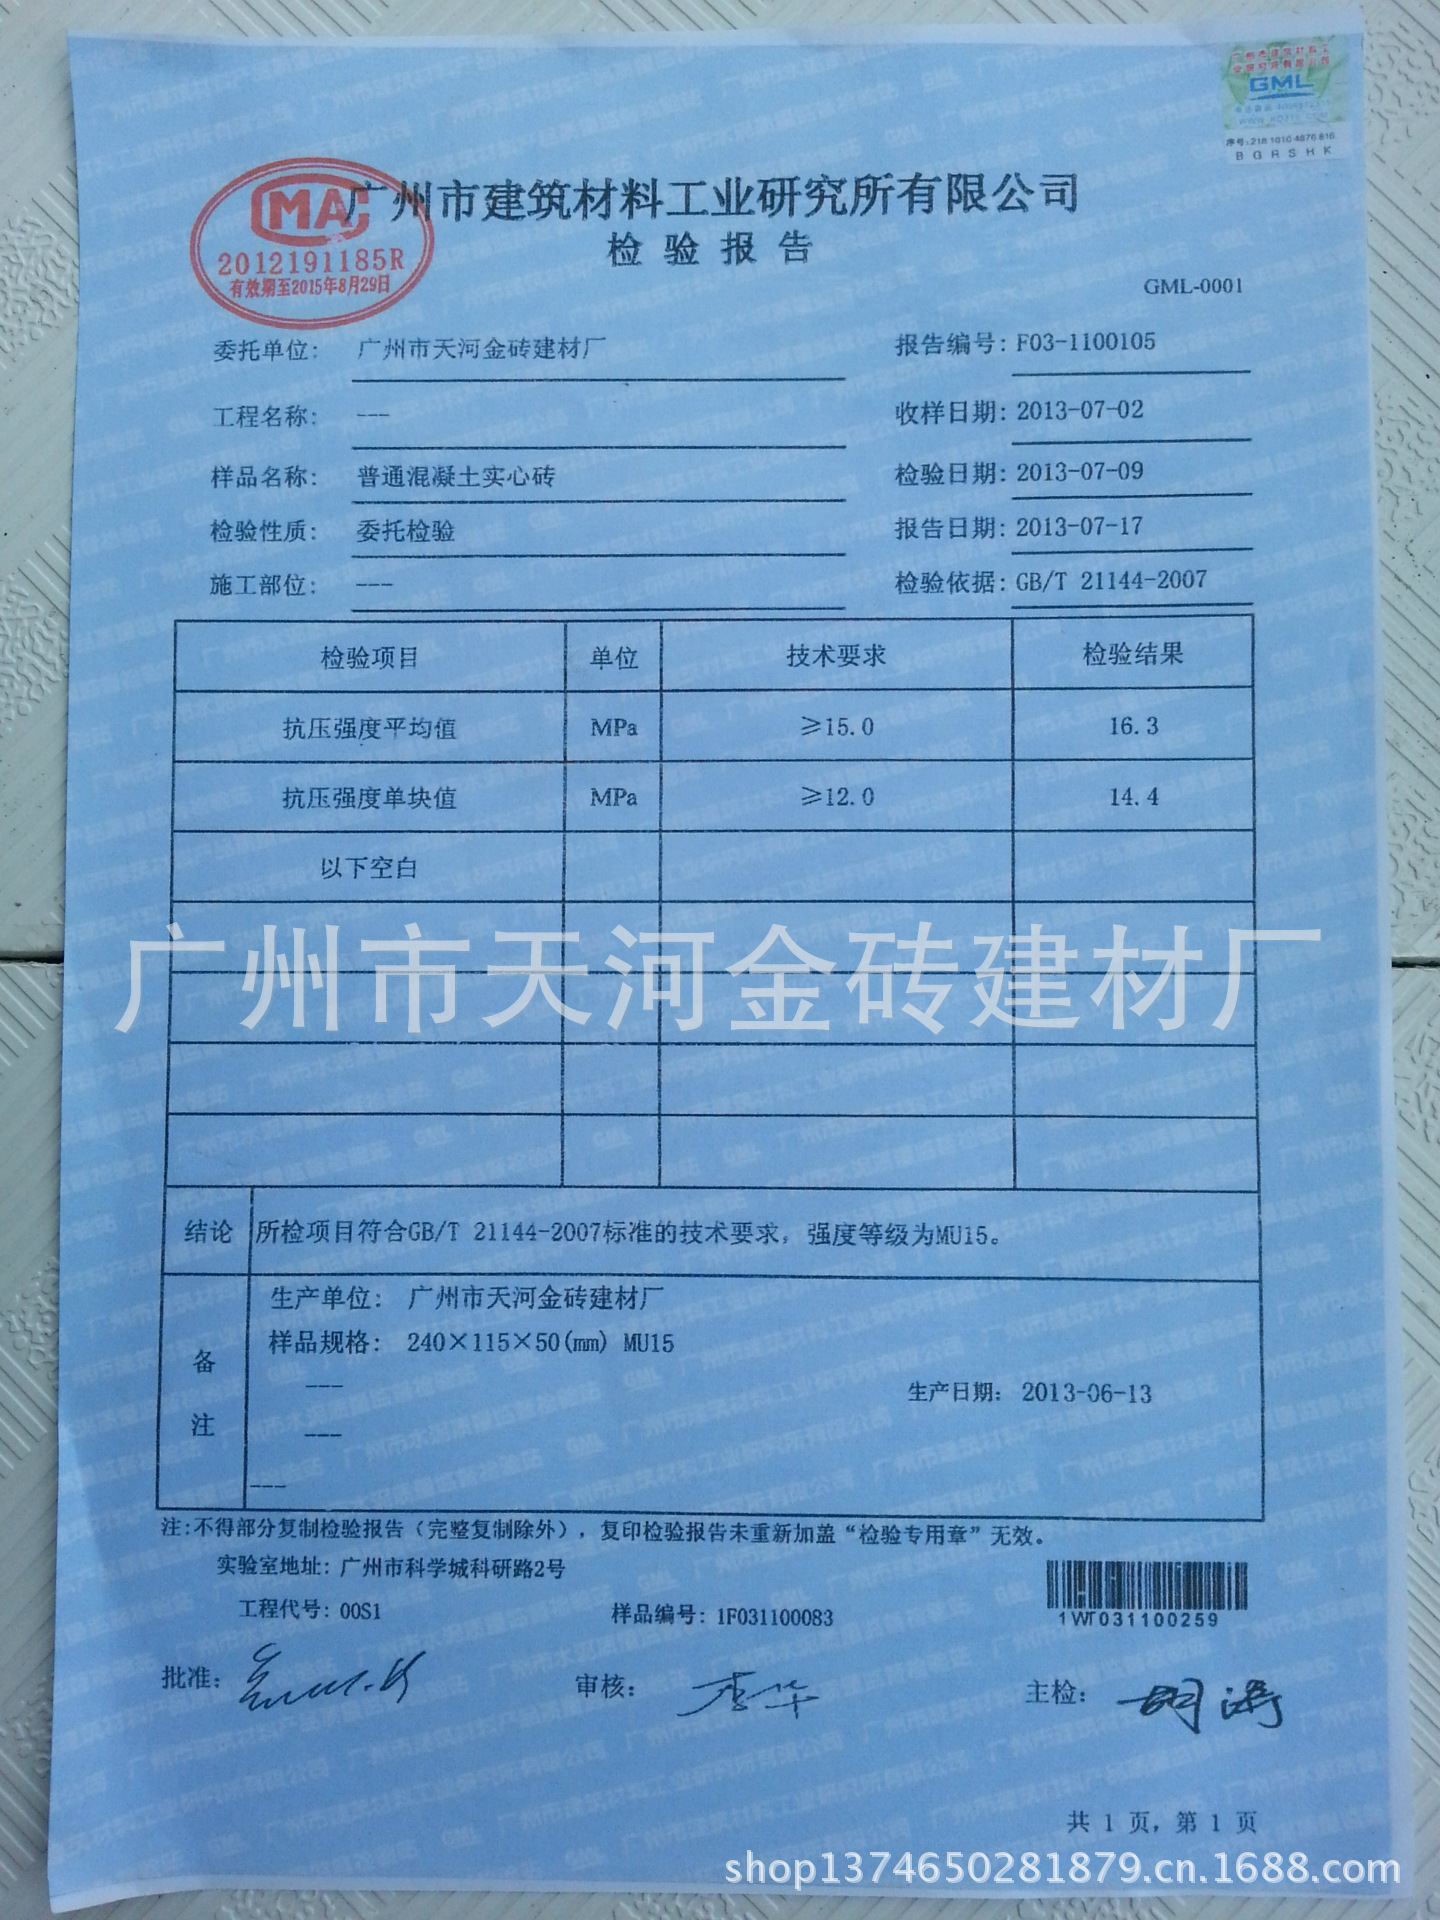 GML
序号:218 1010 4676 816
BGRSHK
广州市建筑材料工业研究所有限公司
检验报告
MA
2012191185R
有效期至2015年8月29日
GML-0001
委托单位: 广州市天河金砖建材厂 报告编号: F03-1100105
工程名称: --- 收样日期: 2013-07-02
样品名称: 普通混凝土实心砖 检验日期: 2013-07-09
检验性质: 委托检验 报告日期: 2013-07-17
施工部位: --- 检验依据: GB/T 21144-2007
检验项目 单位 技术要求 检验结果
抗压强度平均值 MPa ≥15.0 16.3
抗压强度单块值 MPa ≥12.0 14.4
以下空白
广州市天河金砖建材厂
结论 所检项目符合GB/T 21144-2007标准的技术要求，强度等级为MU15。
备注
生产单位: 广州市天河金砖建材厂
样品规格: 240×115×50(mm) MU15
---
生产日期: 2013-06-13
---
---
注:不得部分复制检验报告（完整复制除外），复印检验报告未重新加盖“检验专用章”无效。
实验室地址: 广州市科学城科研路2号
工程代号: 00S1 样品编号: 1F031100083
1WT031100259
批准: 审核: 李华 主检: 胡涛
共 1 页, 第 1 页
shop1374650281879.cn.1688.com